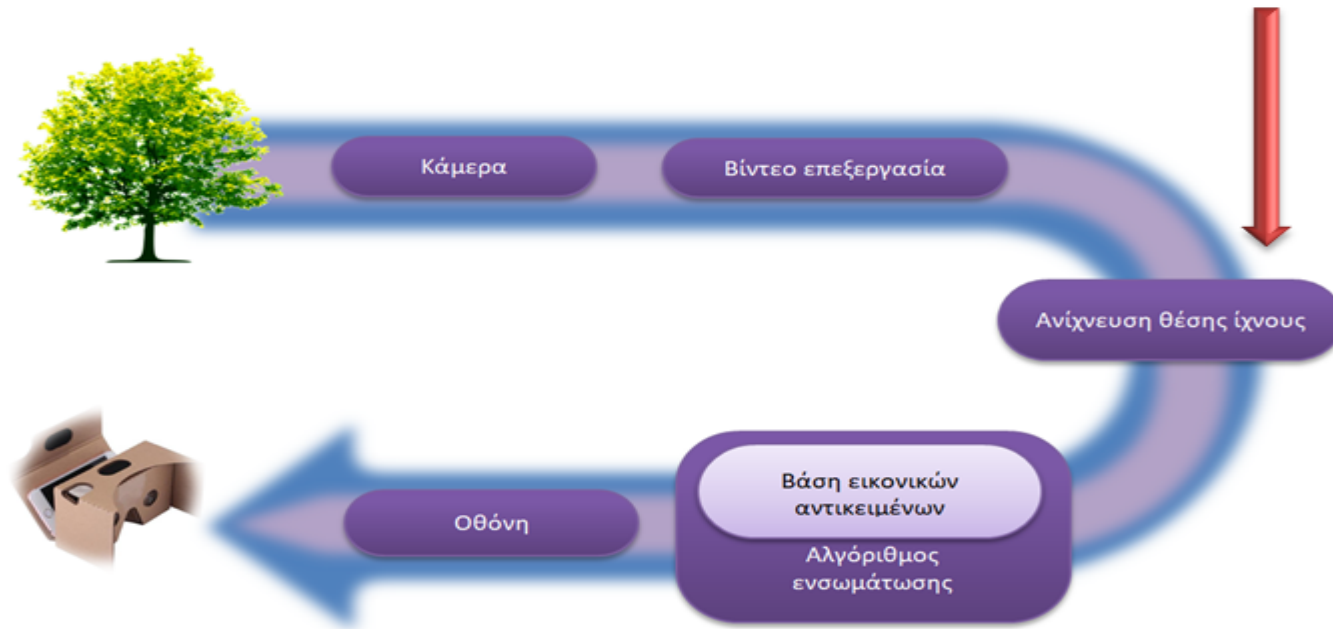 Κάμερα
Βίντεο επεξεργασία
Ανίχνευση θέσης ίχνους
Βάση εικονικών
αντικειμένων
Αλγόριθμος
ενσωμάτωσης
Οθόνη